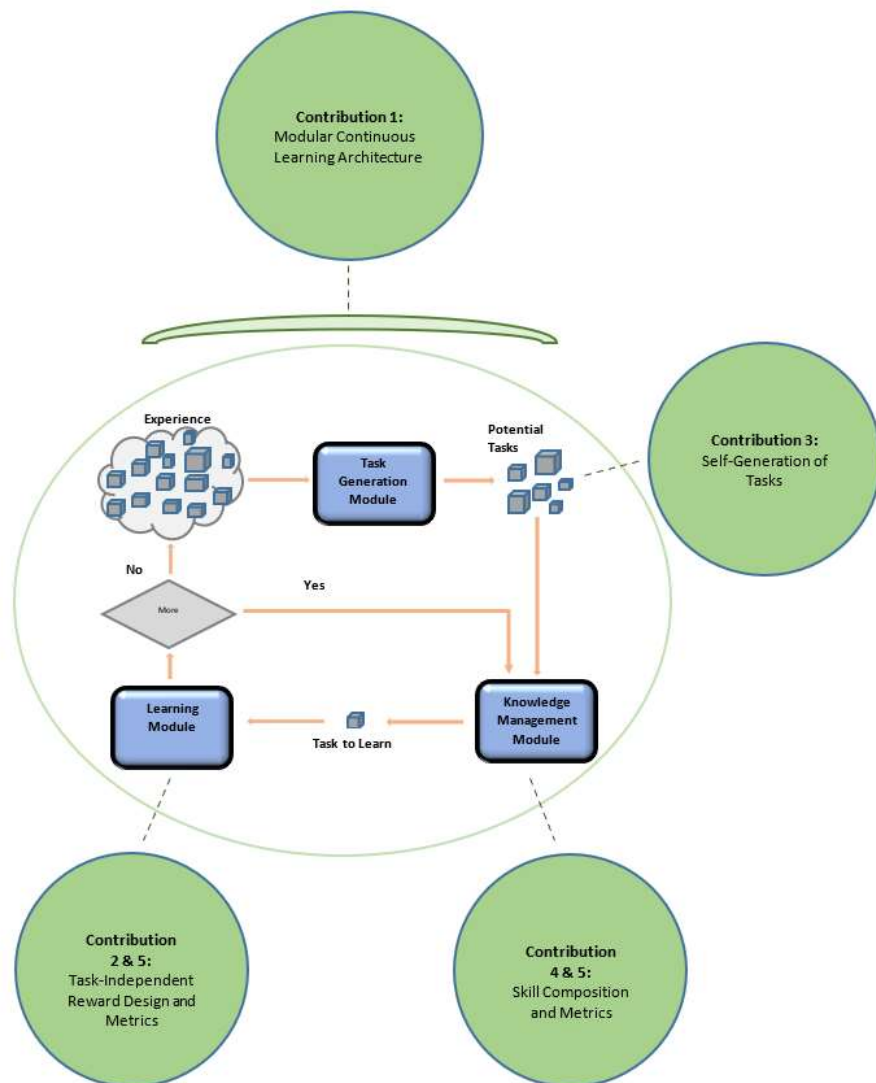 Contribution 1:
Modular Continuous
Learning Architecture
Experience
Potential
Tasks
Task
Generation
Module
Contribution 3:
Self-Generation of
Tasks
No
Yes
More
Learning
Module
Task to Learn
Knowledge
Management
Module
Contribution
2 & 5:
Task-Independent
Reward Design and
Metrics
Contribution
4 & 5:
Skill Composition
and Metrics